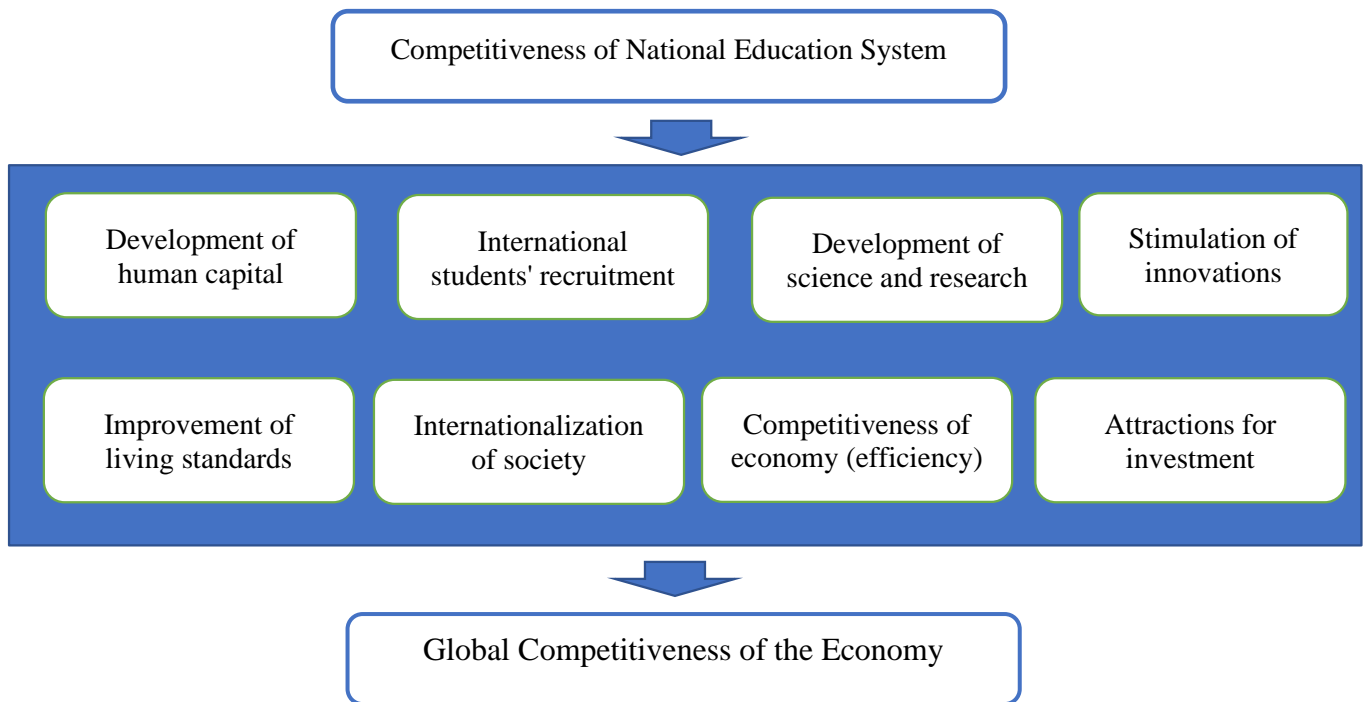 Competitiveness of National Education System
Development of
human capital
International
students' recruitment
Development of
science and research
Stimulation of
innovations
Improvement of
living standards
Internationalization
of society
Competitiveness of
economy (efficiency)
Attractions for
investment
Global Competitiveness of the Economy